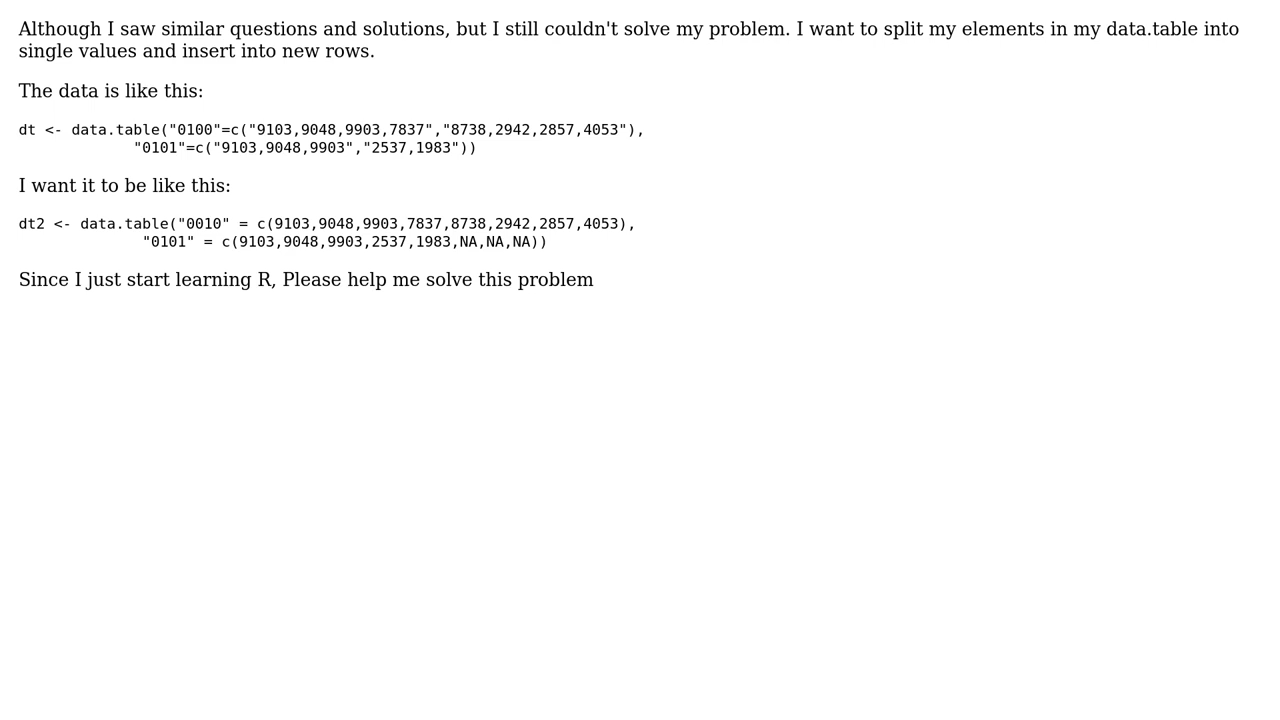 Although I saw similar questions and solutions, but I still couldn't solve my problem. I want to split my elements in my data.table into
single values and insert into new rows.
The data is like this:
dt <- data.table("0100"=c("9103,9048,9903,7837","8738,2942,2857,4053"),
             "0101"=c("9103,9048,9903","2537,1983"))
I want it to be like this:
dt2 <- data.table("0010" = c(9103,9048,9903,7837,8738,2942,2857,4053),
              "0101" = c(9103,9048,9903,2537,1983,NA,NA,NA))
Since I just start learning R, Please help me solve this problem